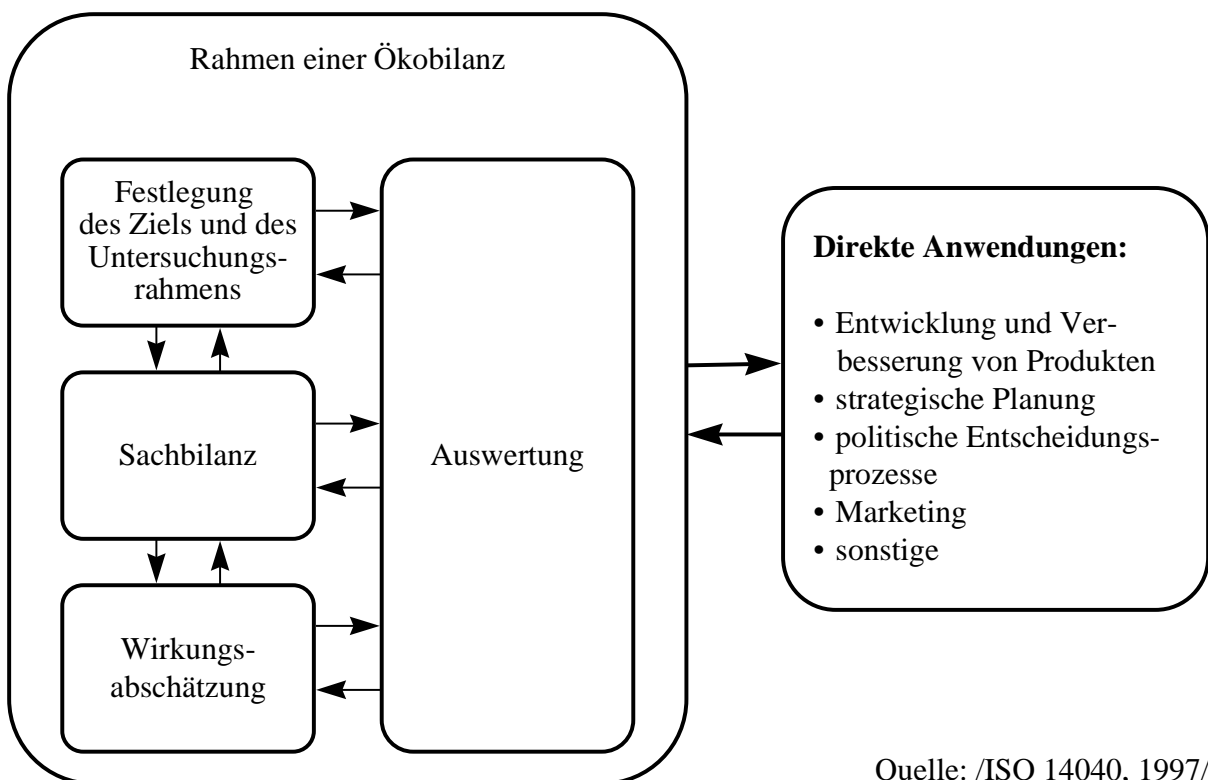 Rahmen einer Ökobilanz
Festlegung
des Ziels und des
Untersuchungs-
rahmens
Sachbilanz
Wirkungs-
abschätzung
Auswertung
Direkte Anwendungen:
• Entwicklung und Ver-
besserung von Produkten
• strategische Planung
• politische Entscheidungs-
prozesse
• Marketing
• sonstige
Quelle: /ISO 14040, 1997/